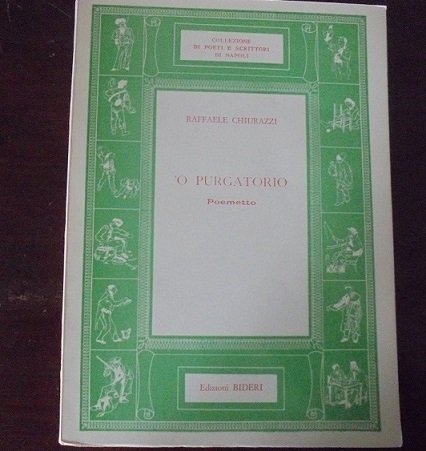 COLLEZIONE
DI POETI E SCRITTORI
DI NAPOLI
RAFFAELE CHIURAZZI
'O PURGATORIO
Poemetto
Edizioni BIDERI